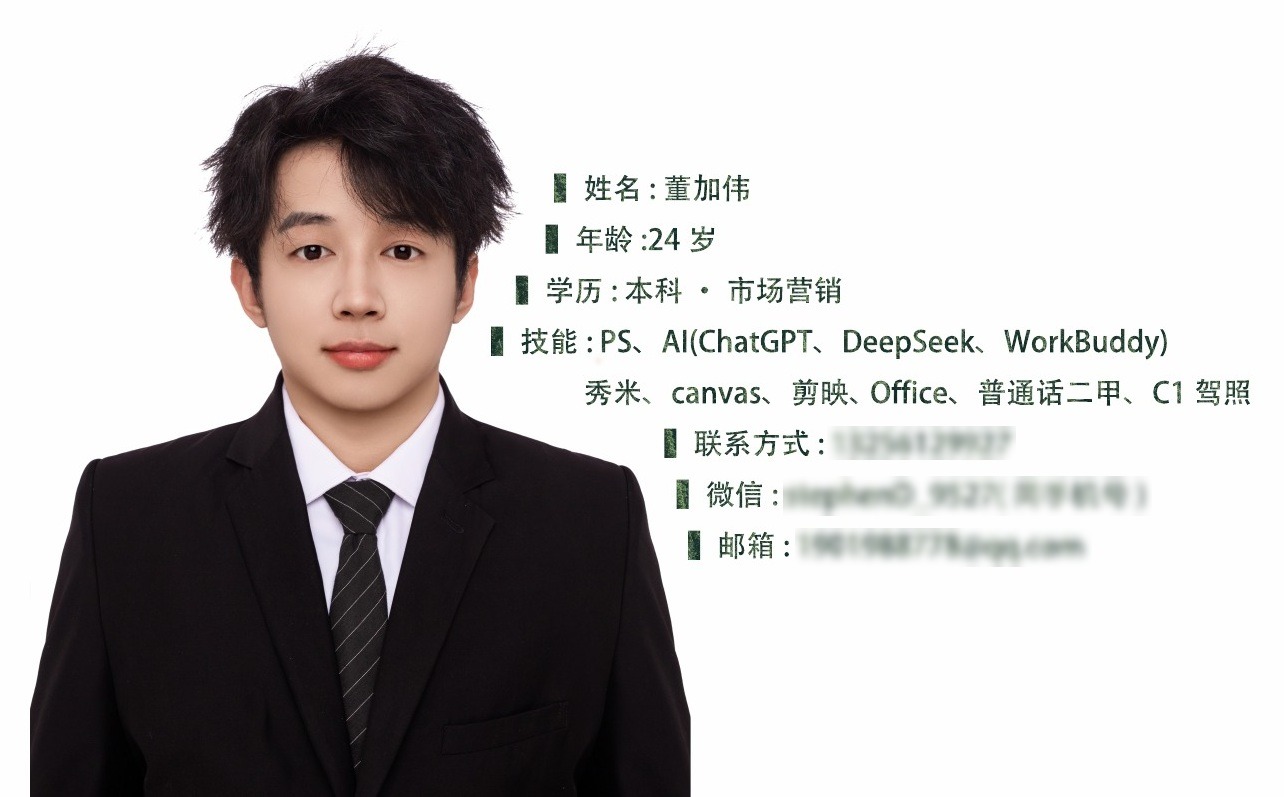 姓名：董加伟
年龄:24 岁
学历：本科 · 市场营销
技能：PS、AI(ChatGPT、DeepSeek、WorkBuddy)
秀米、canvas、剪映、Office、普通话二甲、C1 驾照
联系方式：
微信：
邮箱：